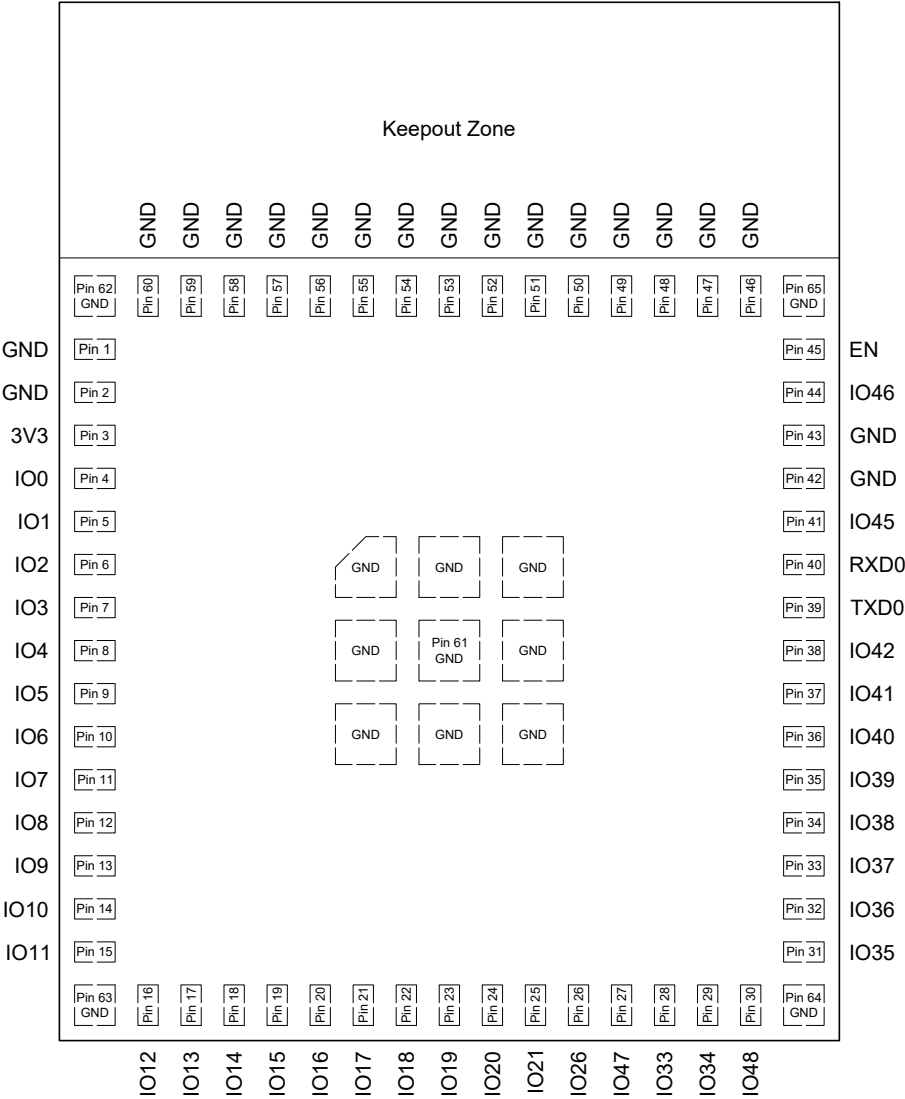 Keepout Zone
GND GND GND GND GND GND GND GND GND GND GND GND GND GND GND
Pin 62 GND Pin 60 Pin 59 Pin 58 Pin 57 Pin 56 Pin 55 Pin 54 Pin 53 Pin 52 Pin 51 Pin 50 Pin 49 Pin 48 Pin 47 Pin 46 Pin 65 GND
GND Pin 1 Pin 45 EN
GND Pin 2 Pin 44 IO46
3V3 Pin 3 Pin 43 GND
IO0 Pin 4 Pin 42 GND
IO1 Pin 5 Pin 41 IO45
IO2 Pin 6 GND GND GND Pin 40 RXD0
IO3 Pin 7 Pin 39 TXD0
IO4 Pin 8 GND Pin 61 GND GND Pin 38 IO42
IO5 Pin 9 Pin 37 IO41
IO6 Pin 10 GND GND GND Pin 36 IO40
IO7 Pin 11 Pin 35 IO39
IO8 Pin 12 Pin 34 IO38
IO9 Pin 13 Pin 33 IO37
IO10 Pin 14 Pin 32 IO36
IO11 Pin 15 Pin 31 IO35
Pin 63 GND Pin 16 Pin 17 Pin 18 Pin 19 Pin 20 Pin 21 Pin 22 Pin 23 Pin 24 Pin 25 Pin 26 Pin 27 Pin 28 Pin 29 Pin 30 Pin 64 GND
IO12 IO13 IO14 IO15 IO16 IO17 IO18 IO19 IO20 IO21 IO26 IO47 IO33 IO34 IO48